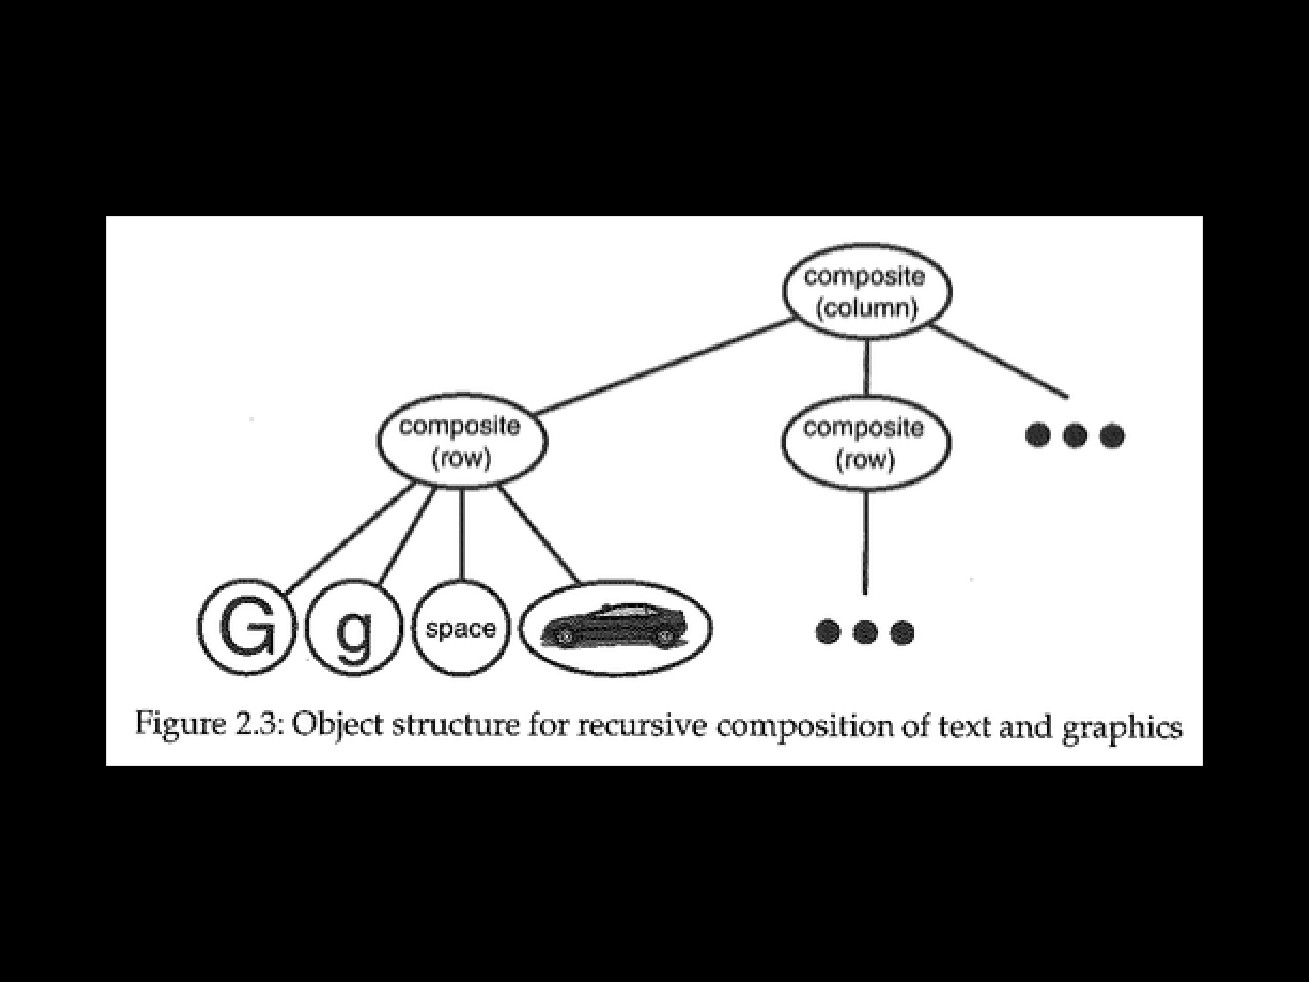 composite
(column)
composite
(row)
composite
(row)
G
g
space
Figure 2.3: Object structure for recursive composition of text and graphics